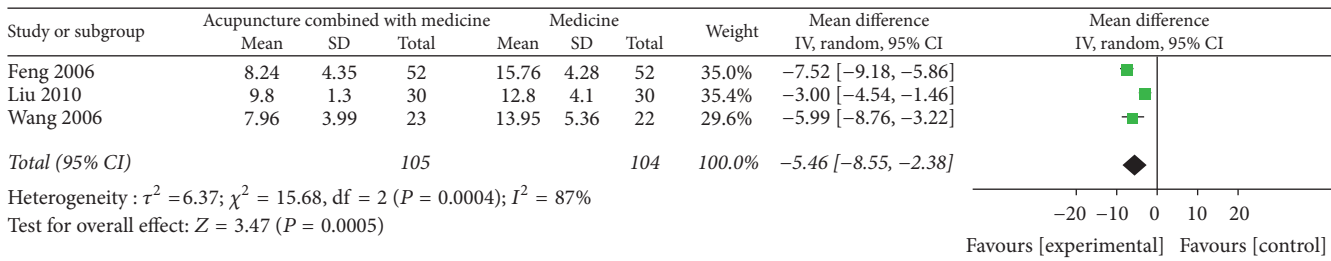 Study or subgroup Acupuncture combined with medicine Medicine Weight Mean difference Mean difference
Mean SD Total Mean SD Total IV, random, 95% CI IV, random, 95% CI
Feng 2006 8.24 4.35 52 15.76 4.28 52 35.0% −7.52 [−9.18, −5.86]
Liu 2010 9.8 1.3 30 12.8 4.1 30 35.4% −3.00 [−4.54, −1.46]
Wang 2006 7.96 3.99 23 13.95 5.36 22 29.6% −5.99 [−8.76, −3.22]
Total (95% CI) 105 104 100.0% −5.46 [−8.55, −2.38]
Heterogeneity : τ² =6.37; χ² = 15.68, df = 2 (P = 0.0004); I² = 87%
Test for overall effect: Z = 3.47 (P = 0.0005)
−20 −10 0 10 20
Favours [experimental] Favours [control]